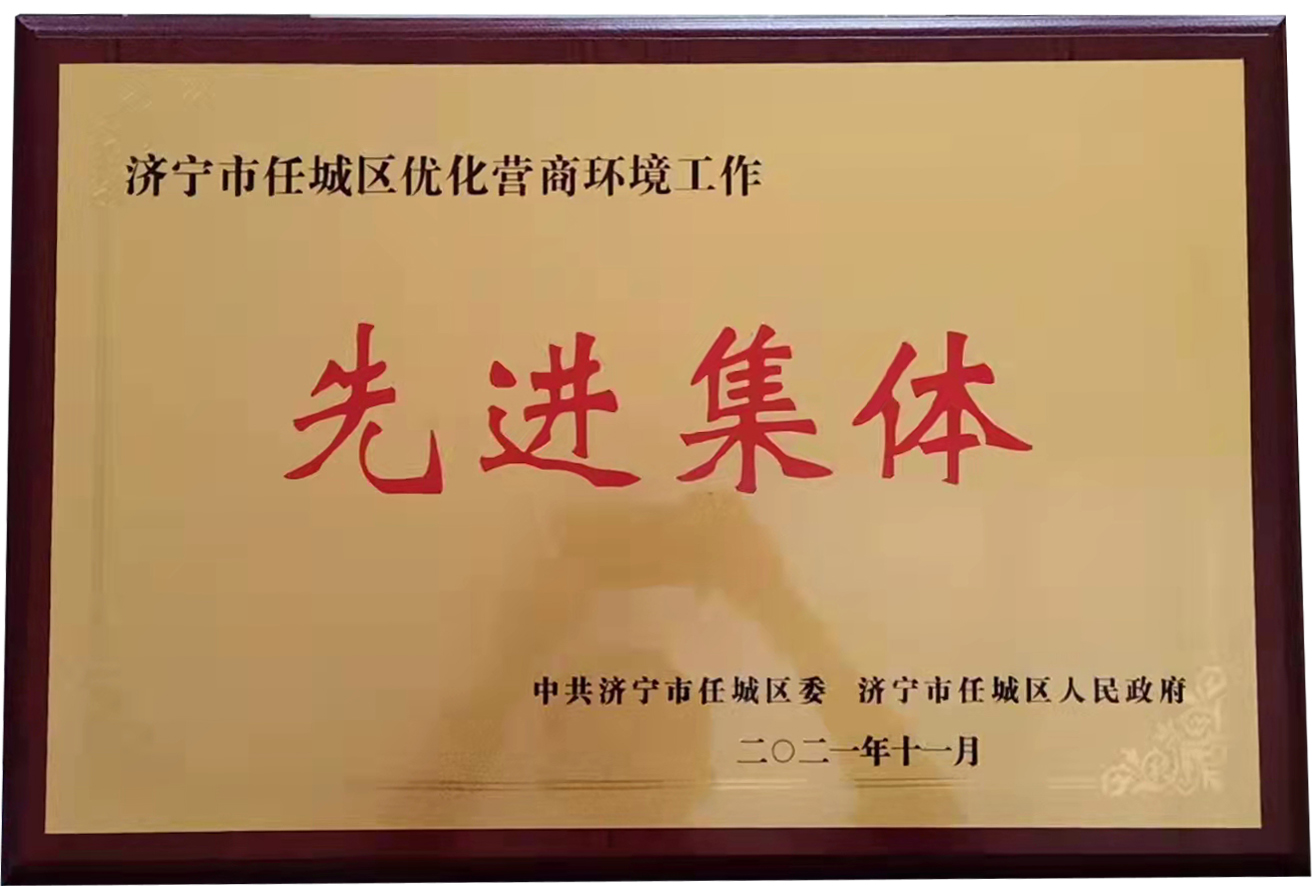 济宁市任城区优化营商环境工作
先进集体
中共济宁市任城区委 济宁市任城区人民政府
二〇二一年十一月